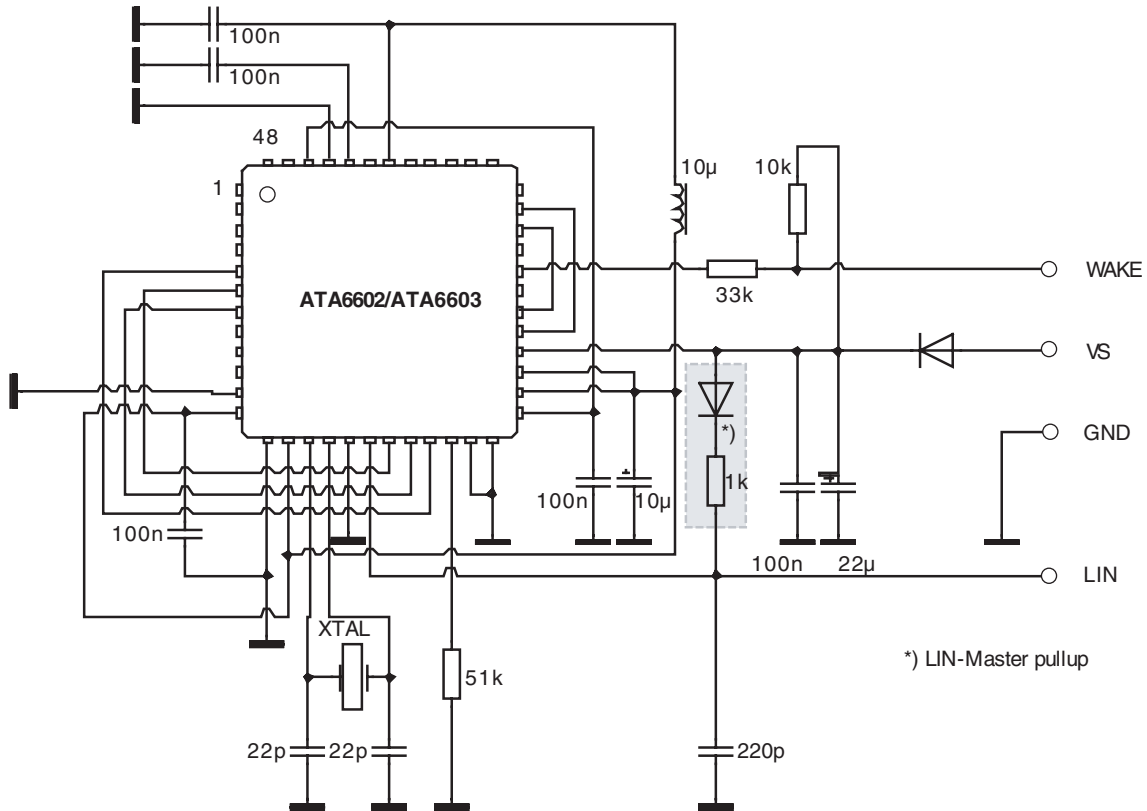 100n
100n
48
1
10µ
10k
ATA6602/ATA6603
33k
WAKE
VS
GND
*)
1k
100n
10µ
100n
100n
22µ
LIN
XTAL
51k
*) LIN-Master pullup
22p
22p
220p